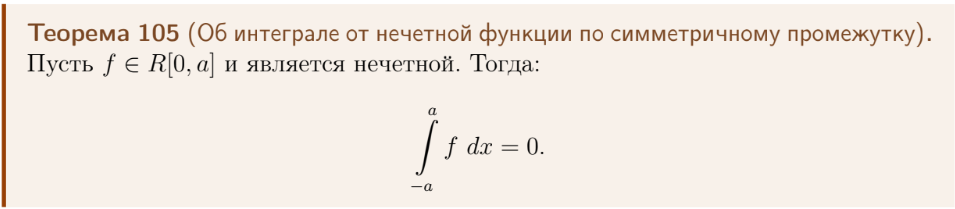 Теорема 105 (Об интеграле от нечетной функции по симметричному промежутку).
Пусть f ∈ R[0, a] и является нечетной. Тогда:
a
∫ f dx = 0.
−a